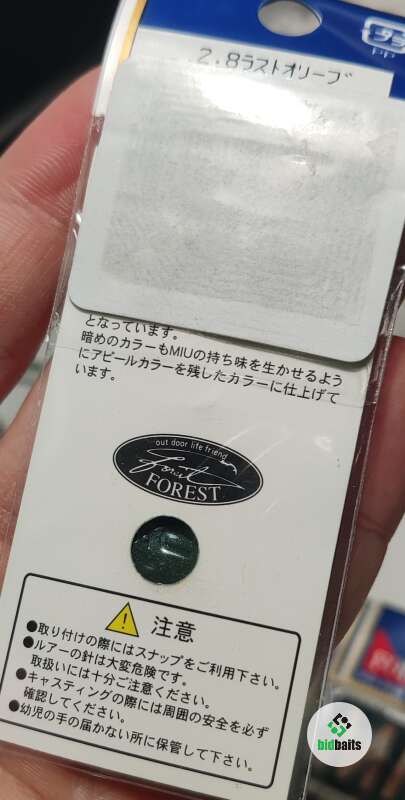 プラ
PP
2.8ラストオリーブ
となっています。
暗めのカラーもMIUの持ち味を生かせるよう
にアピールカラーを残したカラーに仕上げて
います。
out door life friend
Forest
FOREST
注意
●取り付けの際にはスナップをご利用下さい。
●ルアーの針は大変危険です。
取扱いには十分ご注意ください。
●キャスティングの際には周囲の安全を必ず
確認してください。
●幼児の手の届かない所に保管して下さい。
bidbaits